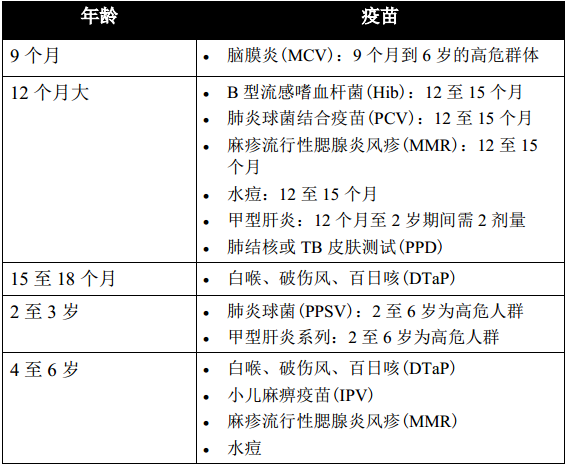 年龄 疫苗
9 个月 • 脑膜炎(MCV)：9 个月到 6 岁的高危群体
12 个月大 • B 型流感嗜血杆菌(Hib)：12 至 15 个月
• 肺炎球菌结合疫苗(PCV)：12 至 15 个月
• 麻疹流行性腮腺炎风疹(MMR)：12 至 15
个月
• 水痘：12 至 15 个月
• 甲型肝炎：12 个月至 2 岁期间需 2 剂量
• 肺结核或 TB 皮肤测试(PPD)
15 至 18 个月 • 白喉、破伤风、百日咳(DTaP)
2 至 3 岁 • 肺炎球菌(PPSV)：2 至 6 岁为高危人群
• 甲型肝炎系列：2 至 6 岁为高危人群
4 至 6 岁 • 白喉、破伤风、百日咳(DTaP)
• 小儿麻痹疫苗(IPV)
• 麻疹流行性腮腺炎风疹(MMR)
• 水痘